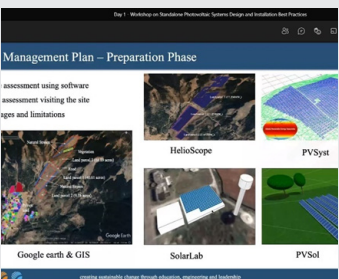 Day 1 Workshop on Standalone Photovoltaic Systems Design and Installation Best Practices
Management Plan – Preparation Phase
assessment using software
assessment visiting the site
ages and limitations
HelioScope
PVSyst
Google Earth
Google earth & GIS
SolarLab
PVSol
creating sustainable change through education, engineering and leadership